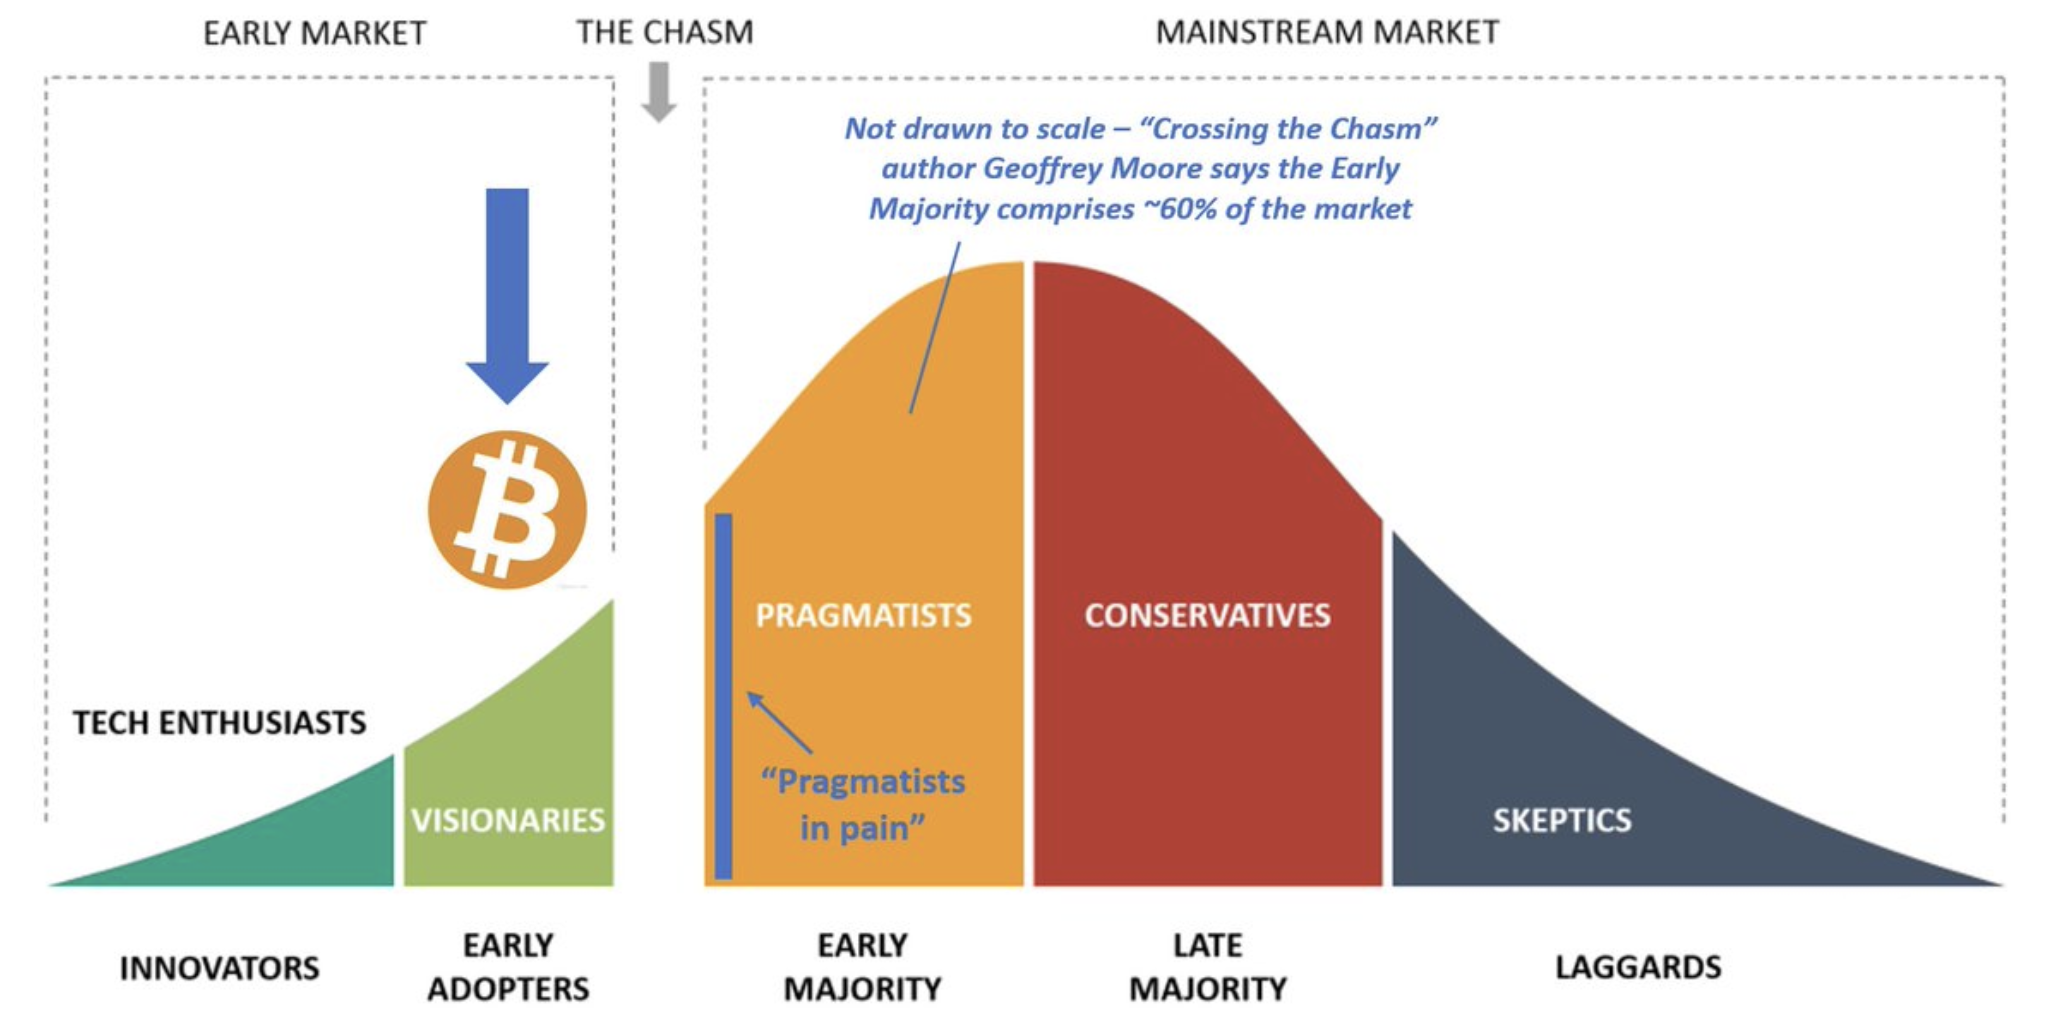 EARLY MARKET
THE CHASM
MAINSTREAM MARKET
Not drawn to scale – “Crossing the Chasm”
author Geoffrey Moore says the Early
Majority comprises ~60% of the market
TECH ENTHUSIASTS
VISIONARIES
PRAGMATISTS
“Pragmatists
in pain”
CONSERVATIVES
SKEPTICS
INNOVATORS
EARLY
ADOPTERS
EARLY
MAJORITY
LATE
MAJORITY
LAGGARDS